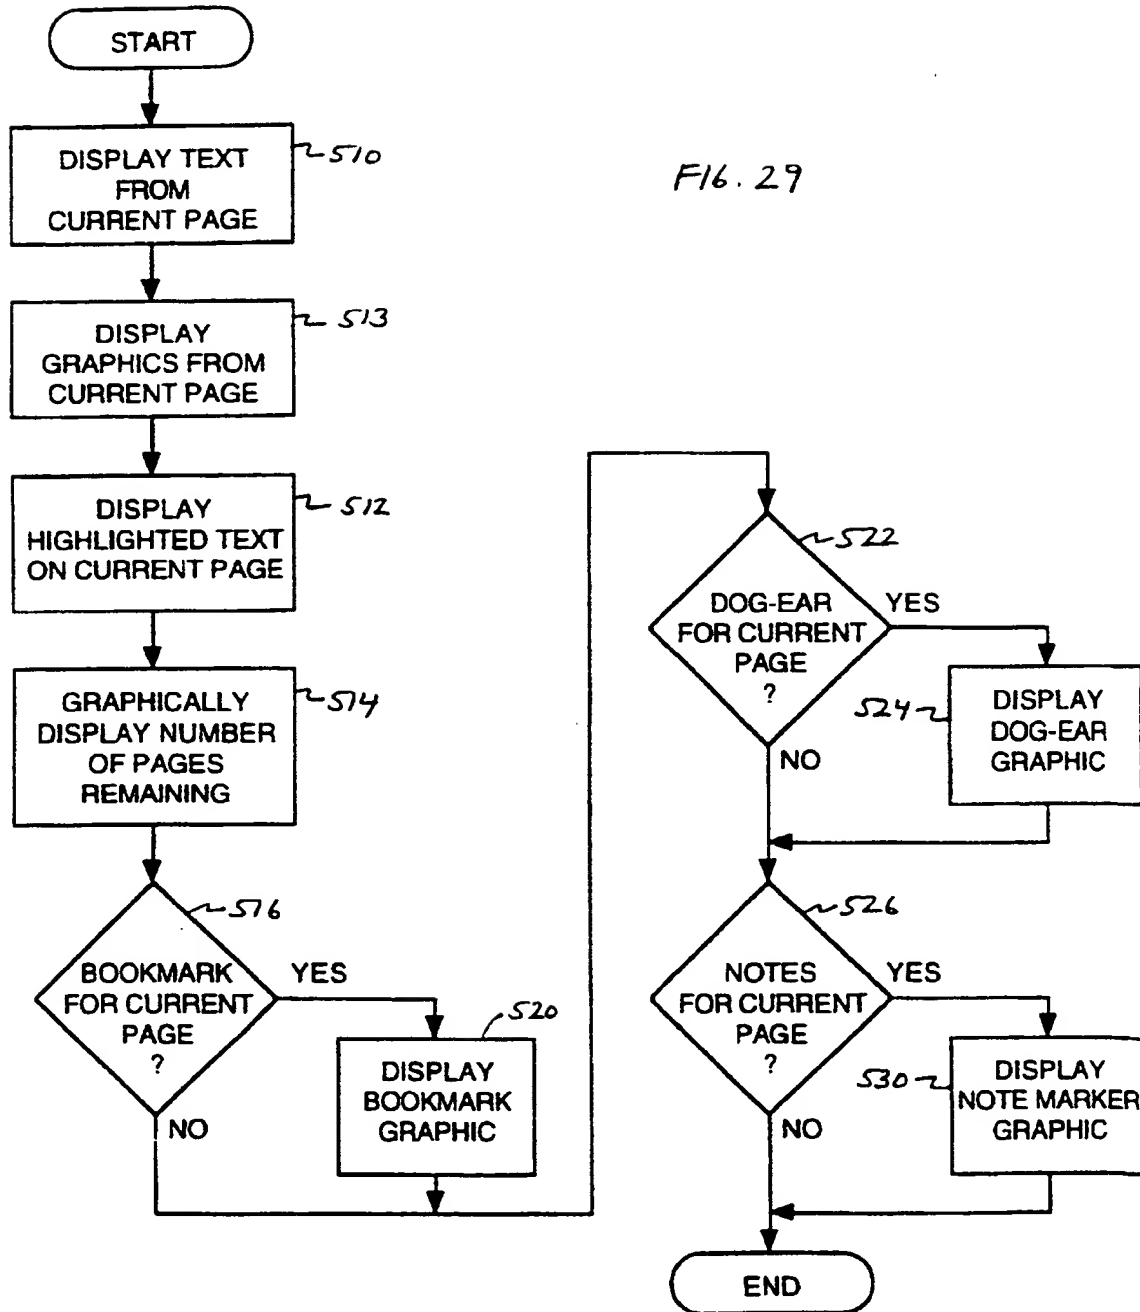 START
DISPLAY TEXT
FROM
CURRENT PAGE
510
FIG. 29
DISPLAY
GRAPHICS FROM
CURRENT PAGE
513
DISPLAY
HIGHLIGHTED TEXT
ON CURRENT PAGE
512
GRAPHICALLY
DISPLAY NUMBER
OF PAGES
REMAINING
514
516
BOOKMARK
FOR CURRENT
PAGE
?
YES
NO
520
DISPLAY
BOOKMARK
GRAPHIC
522
DOG-EAR
FOR CURRENT
PAGE
?
YES
NO
524
DISPLAY
DOG-EAR
GRAPHIC
526
NOTES
FOR CURRENT
PAGE
?
YES
NO
530
DISPLAY
NOTE MARKER
GRAPHIC
END